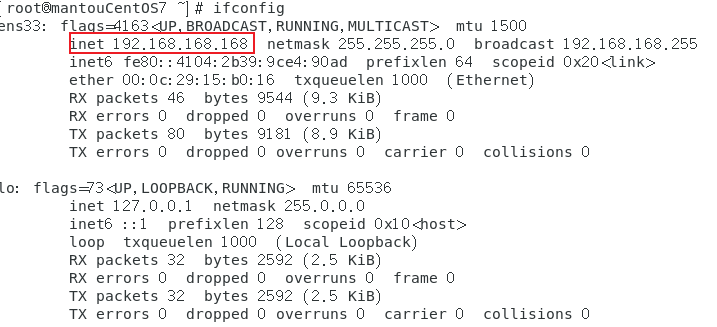 [root@mantouCentOS7 ~]# ifconfig
ens33: flags=4163<UP,BROADCAST,RUNNING,MULTICAST>  mtu 1500
        inet 192.168.168.168  netmask 255.255.255.0  broadcast 192.168.168.255
        inet6 fe80::4104:2b39:9ce4:90ad  prefixlen 64  scopeid 0x20<link>
        ether 00:0c:29:15:b0:16  txqueuelen 1000  (Ethernet)
        RX packets 46  bytes 9544 (9.3 KiB)
        RX errors 0  dropped 0  overruns 0  frame 0
        TX packets 80  bytes 9181 (8.9 KiB)
        TX errors 0  dropped 0 overruns 0  carrier 0  collisions 0
lo: flags=73<UP,LOOPBACK,RUNNING>  mtu 65536
        inet 127.0.0.1  netmask 255.0.0.0
        inet6 ::1  prefixlen 128  scopeid 0x10<host>
        loop  txqueuelen 1000  (Local Loopback)
        RX packets 32  bytes 2592 (2.5 KiB)
        RX errors 0  dropped 0  overruns 0  frame 0
        TX packets 32  bytes 2592 (2.5 KiB)
        TX errors 0  dropped 0 overruns 0  carrier 0  collisions 0